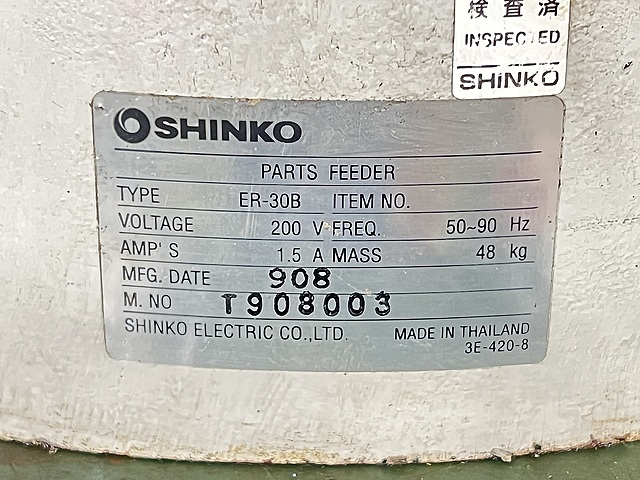 検査済
INSPECTED
SHINKO
SHINKO
PARTS FEEDER
TYPE ER-30B ITEM NO.
VOLTAGE 200 V FREQ. 50~90 Hz
AMP'S 1.5 A MASS 48 kg
MFG. DATE 908
M. NO T908003
SHINKO ELECTRIC CO.,LTD. MADE IN THAILAND
3E-420-8